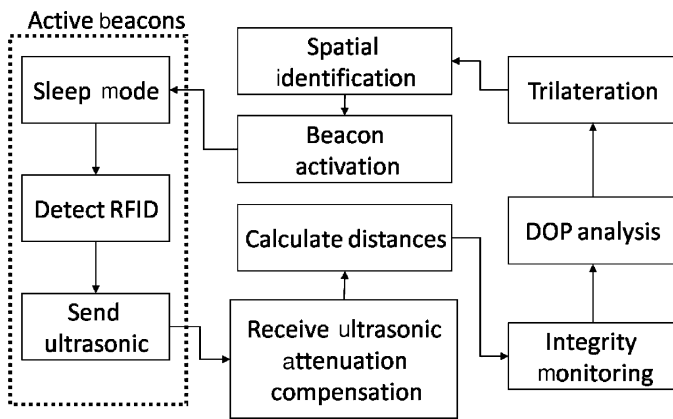 Active beacons
Sleep mode
Detect RFID
Send
ultrasonic
Spatial
identification
Beacon
activation
Calculate distances
Receive ultrasonic
attenuation
compensation
Trilateration
DOP analysis
Integrity
monitoring